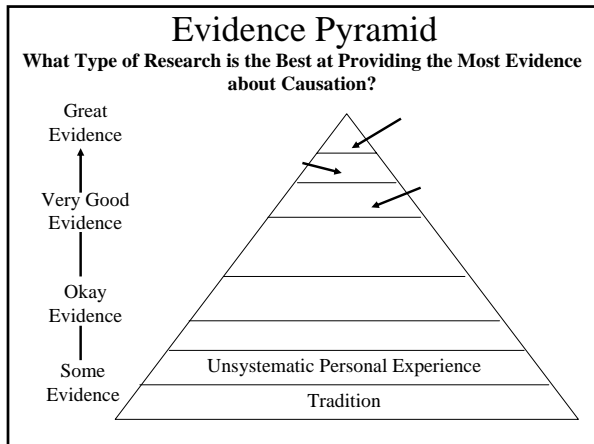 Evidence Pyramid
What Type of Research is the Best at Providing the Most Evidence
about Causation?
Great
Evidence
Very Good
Evidence
Okay
Evidence
Some
Evidence
Unsystematic Personal Experience
Tradition